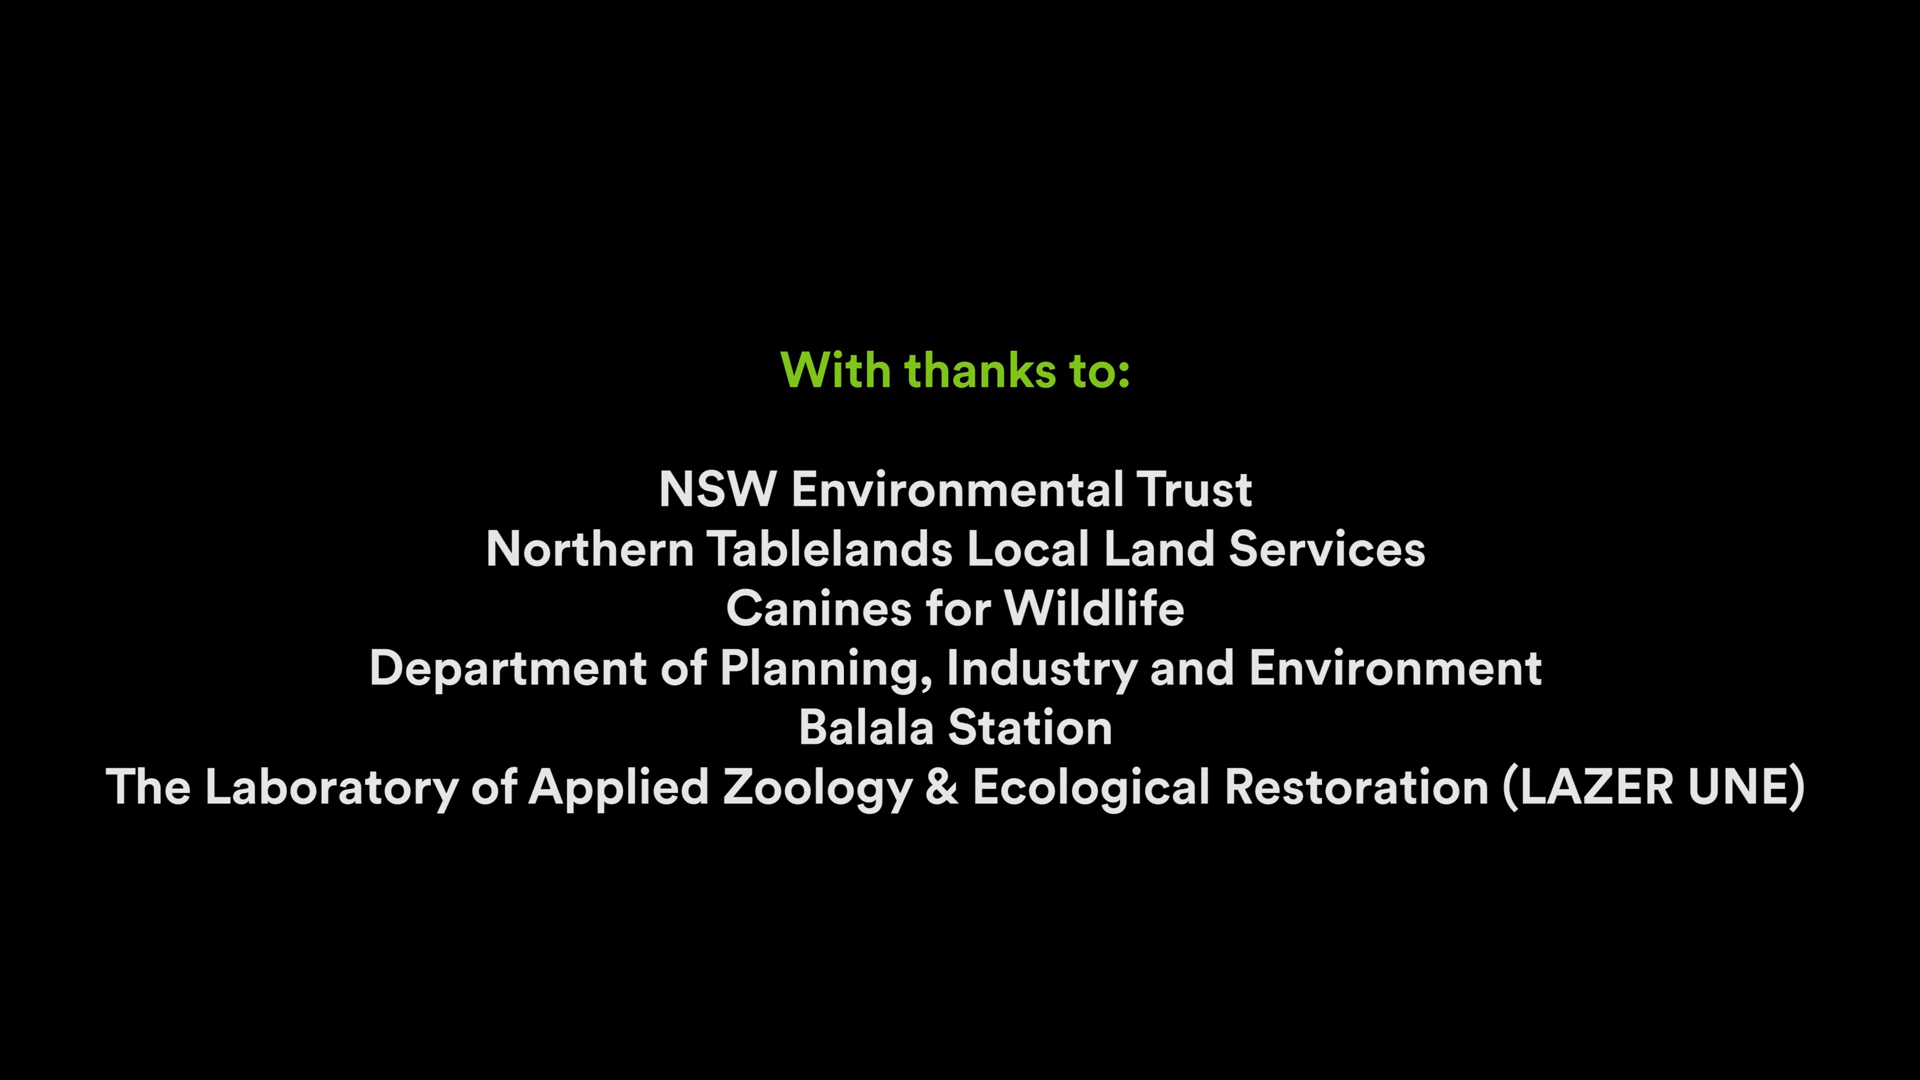 With thanks to:
NSW Environmental Trust
Northern Tablelands Local Land Services
Canines for Wildlife
Department of Planning, Industry and Environment
Balala Station
The Laboratory of Applied Zoology & Ecological Restoration (LAZER UNE)